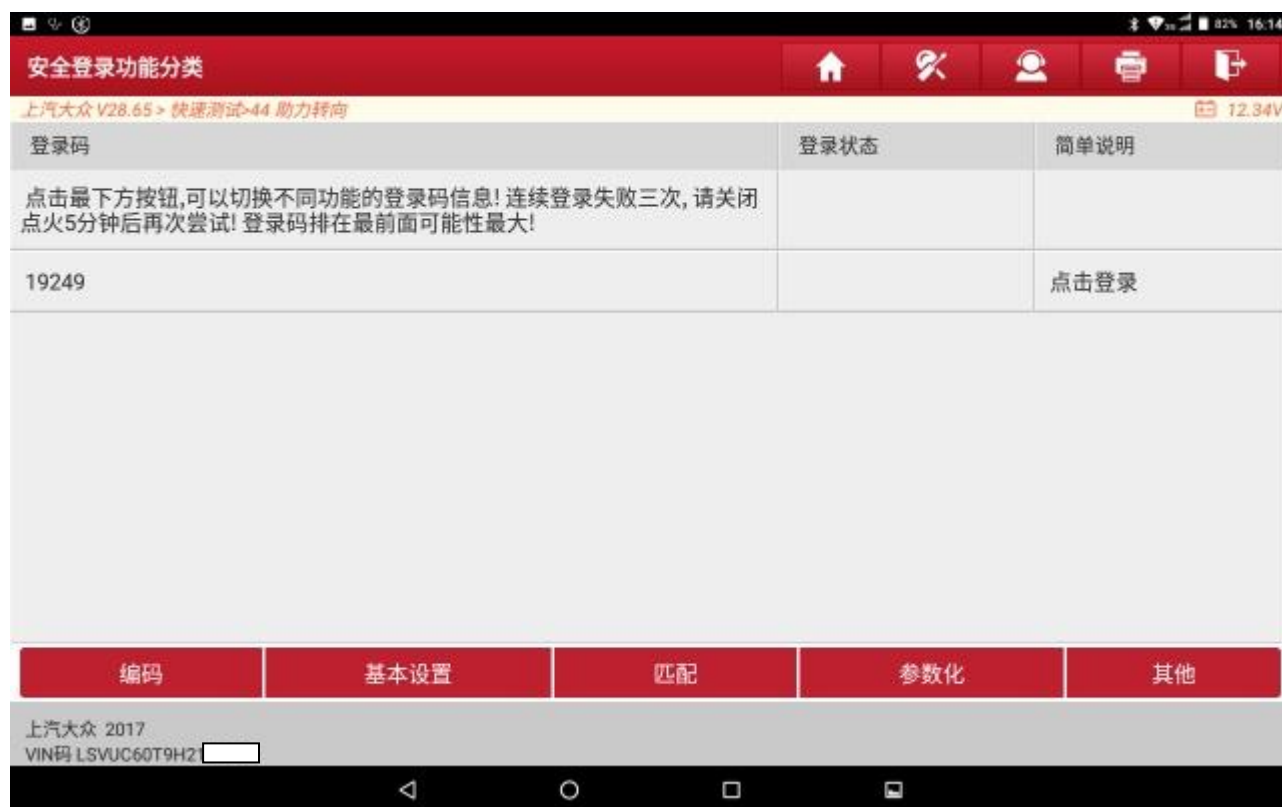 82% 16:14
安全登录功能分类
上汽大众 V28.65 > 快速测试>44 助力转向
12.34V
登录码 登录状态 简单说明
点击最下方按钮,可以切换不同功能的登录码信息! 连续登录失败三次, 请关闭
点火5分钟后再次尝试! 登录码排在最前面可能性最大!
19249 点击登录
编码 基本设置 匹配 参数化 其他
上汽大众 2017
VIN码 LSVUC60T9H21